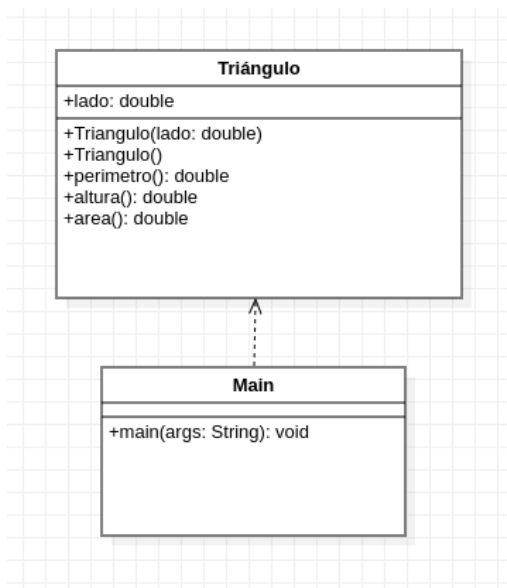 Triángulo
+lado: double
+Triangulo(lado: double)
+Triangulo()
+perimetro(): double
+altura(): double
+area(): double
Main
+main(args: String): void